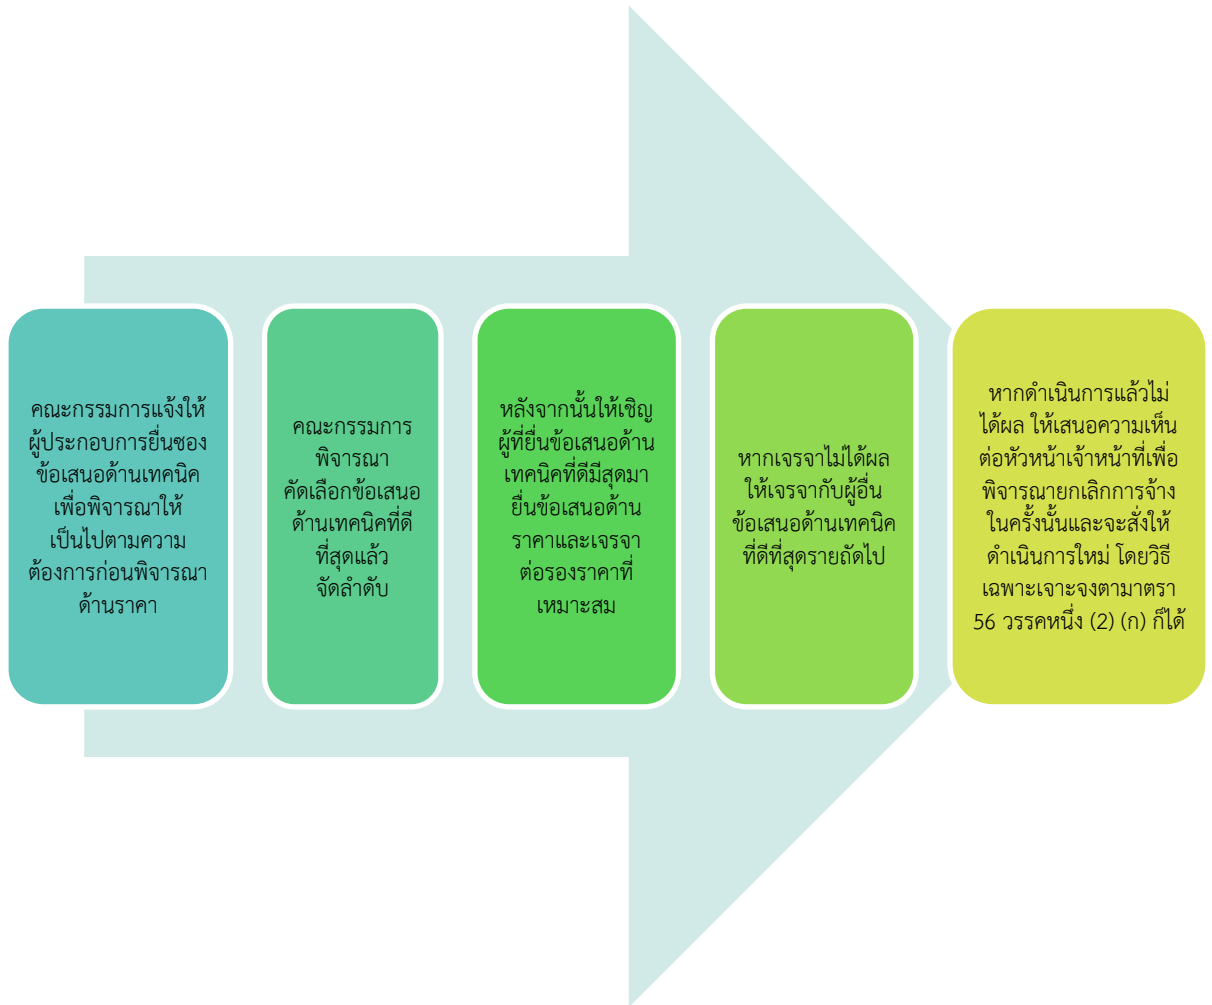 คณะกรรมการแจ้งให้
ผู้ประกอบการยื่นซอง
ข้อเสนอด้านเทคนิค
เพื่อพิจารณาให้
เป็นไปตามความ
ต้องการก่อนพิจารณา
ด้านราคา
คณะกรรมการ
พิจารณา
คัดเลือกข้อเสนอ
ด้านเทคนิคที่ดี
ที่สุดแล้ว
จัดลำดับ
หลังจากนั้นให้เชิญ
ผู้ที่ยื่นข้อเสนอด้าน
เทคนิคที่ดีมีสุดมา
ยื่นข้อเสนอด้าน
ราคาและเจรจา
ต่อรองราคาที่
เหมาะสม
หากเจรจาไม่ได้ผล
ให้เจรจากับผู้อื่น
ข้อเสนอด้านเทคนิค
ที่ดีที่สุดรายถัดไป
หากดำเนินการแล้วไม่
ได้ผล ให้เสนอความเห็น
ต่อหัวหน้าเจ้าหน้าที่เพื่อ
พิจารณายกเลิกการจ้าง
ในครั้งนั้นและจะสั่งให้
ดำเนินการใหม่ โดยวิธี
เฉพาะเจาะจงตามาตรา
56 วรรคหนึ่ง (2) (ก) ก็ได้